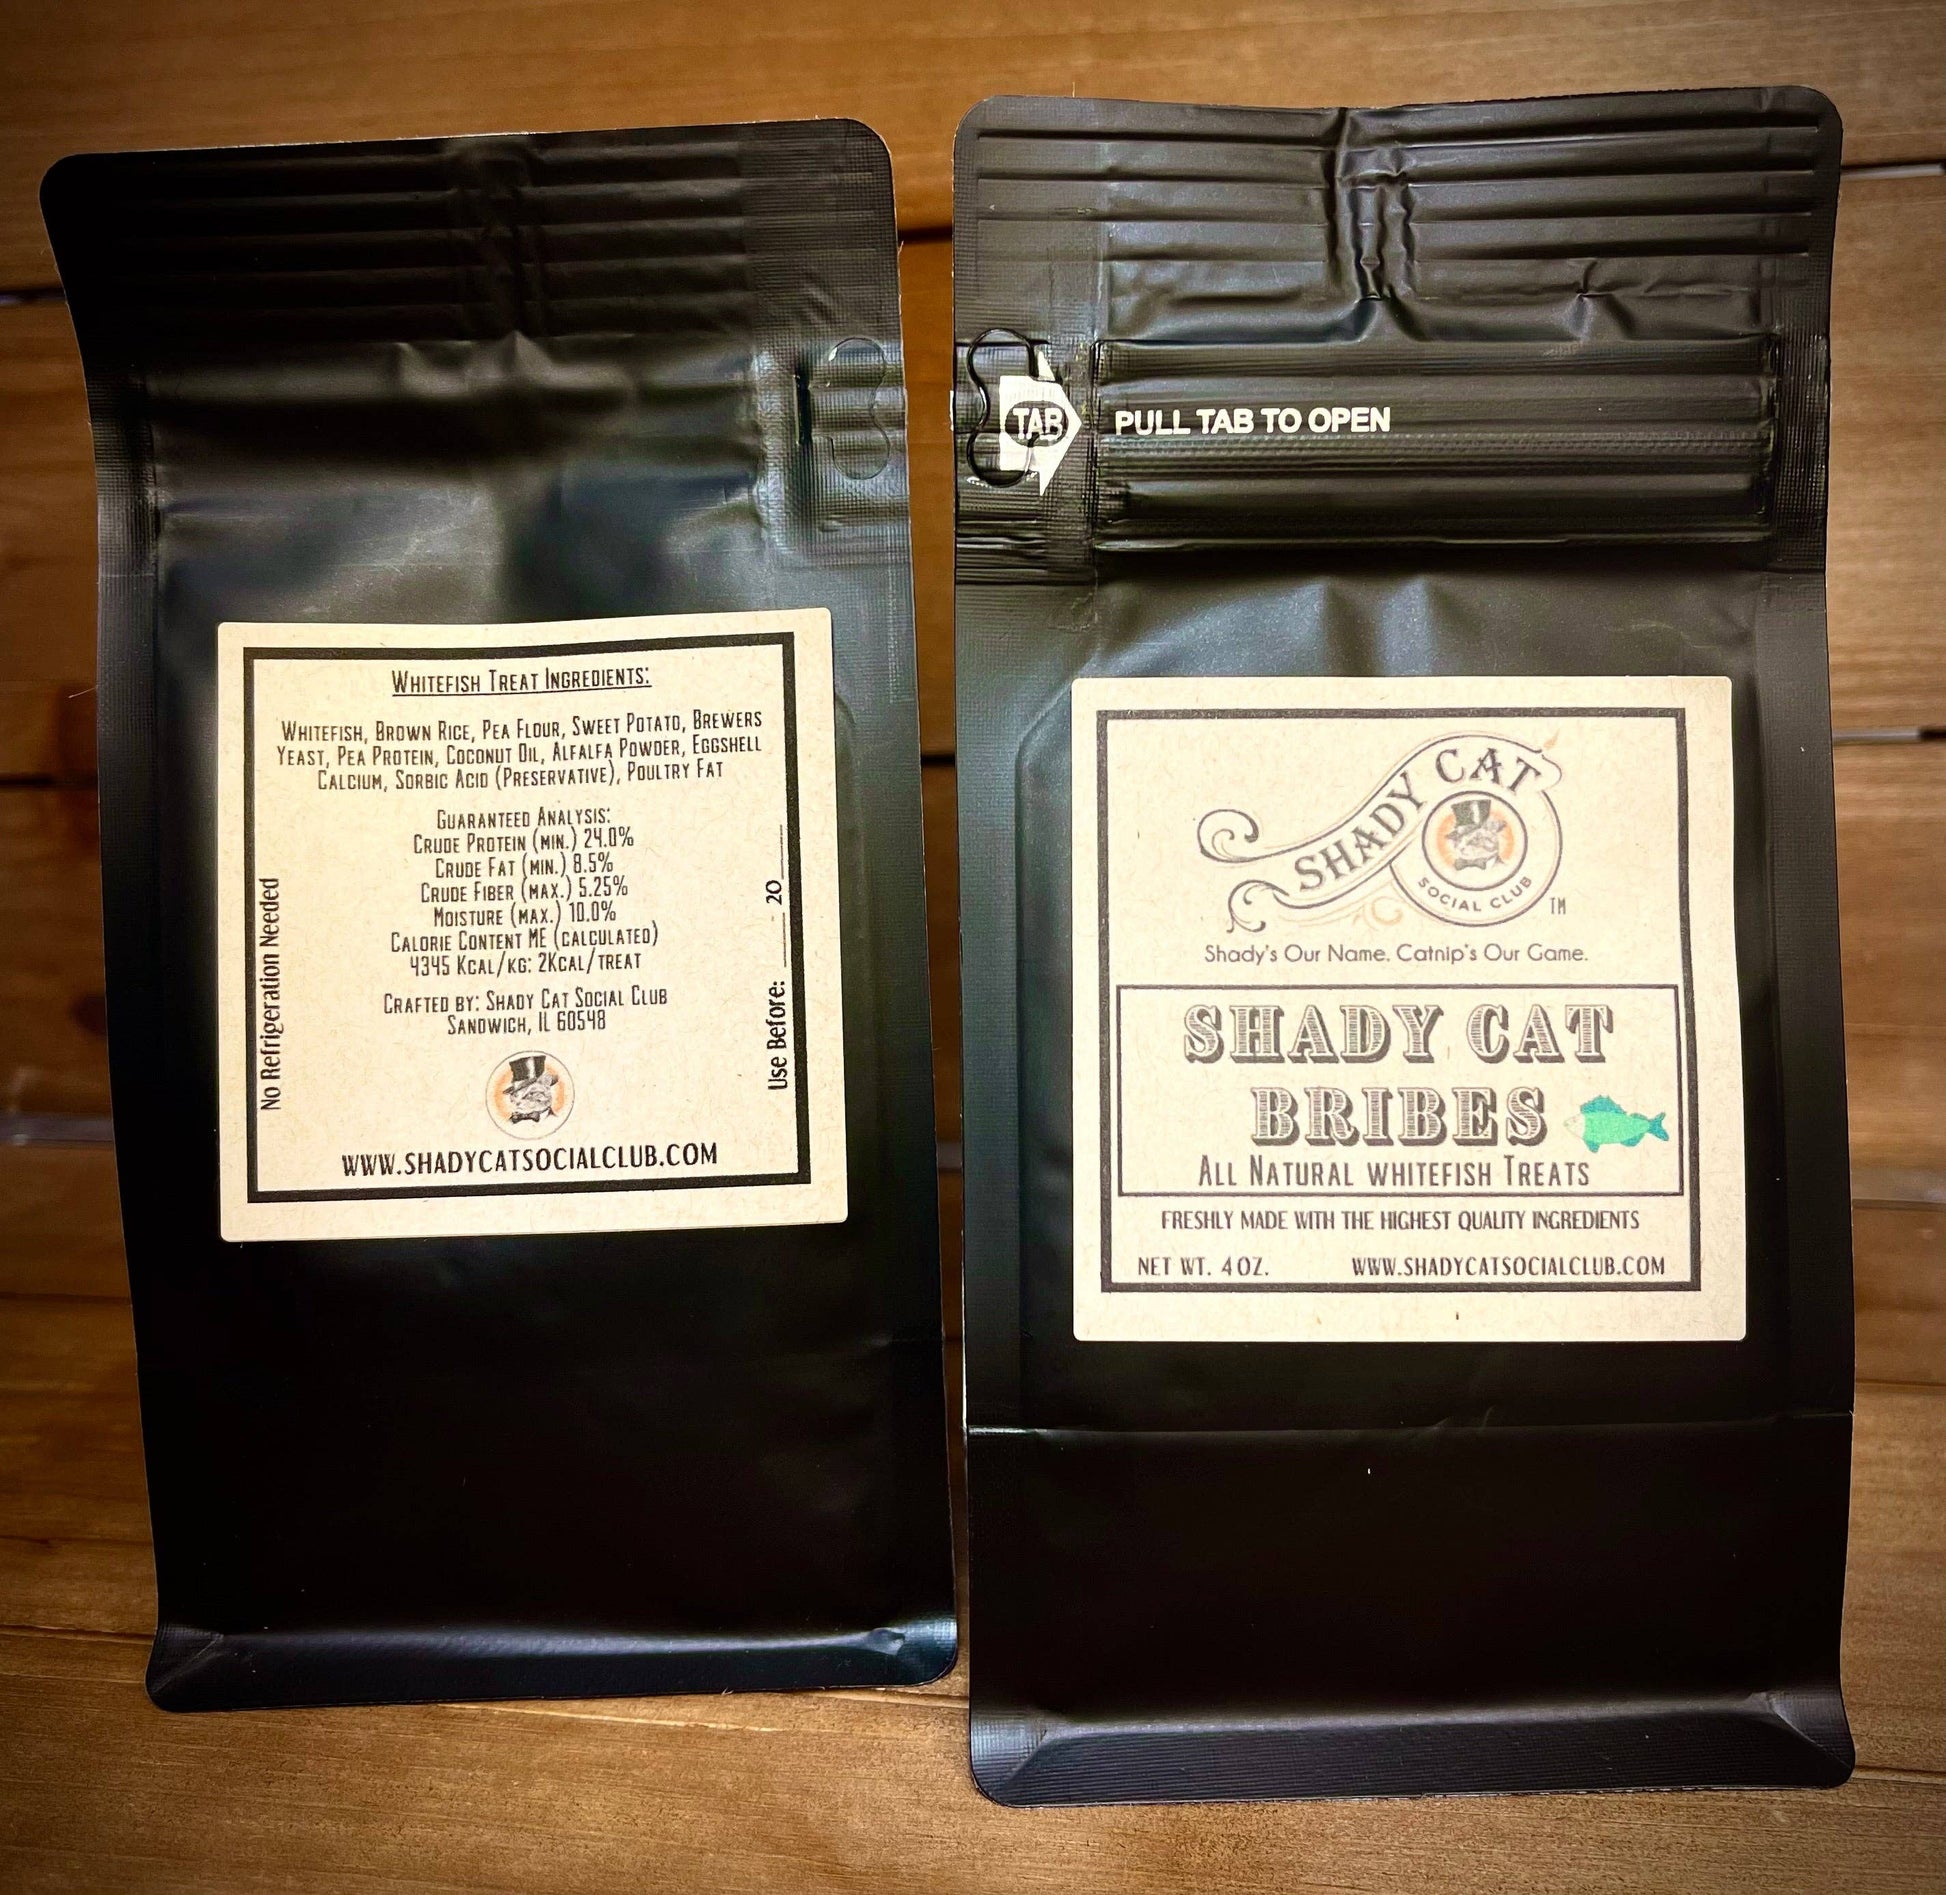 Whitefish Treat Ingredients:
Whitefish, Brown Rice, Pea Flour, Sweet Potato, Brewers
Yeast, Pea Protein, Coconut Oil, Alfalfa Powder, Eggshell
Calcium, Sorbic Acid (Preservative), Poultry Fat
Guaranteed Analysis:
Crude Protein (min.) 24.0%
Crude Fat (min.) 8.5%
Crude Fiber (max.) 5.25%
Moisture (max.) 10.0%
Calorie Content ME (calculated)
4345 Kcal/kg: 2Kcal/treat
Crafted by: Shady Cat Social Club
Sandwich, IL 60548
WWW.SHADYCATSOCIALCLUB.COM
No Refrigeration Needed
Use Before: ______ 20____
TAB
PULL TAB TO OPEN
SHADY CAT
SOCIAL CLUB
TM
Shady's Our Name. Catnip's Our Game.
SHADY CAT
BRIBES
All Natural whitefish Treats
FRESHLY MADE WITH THE HIGHEST QUALITY INGREDIENTS
NET WT. 4 OZ.
WWW.SHADYCATSOCIALCLUB.COM